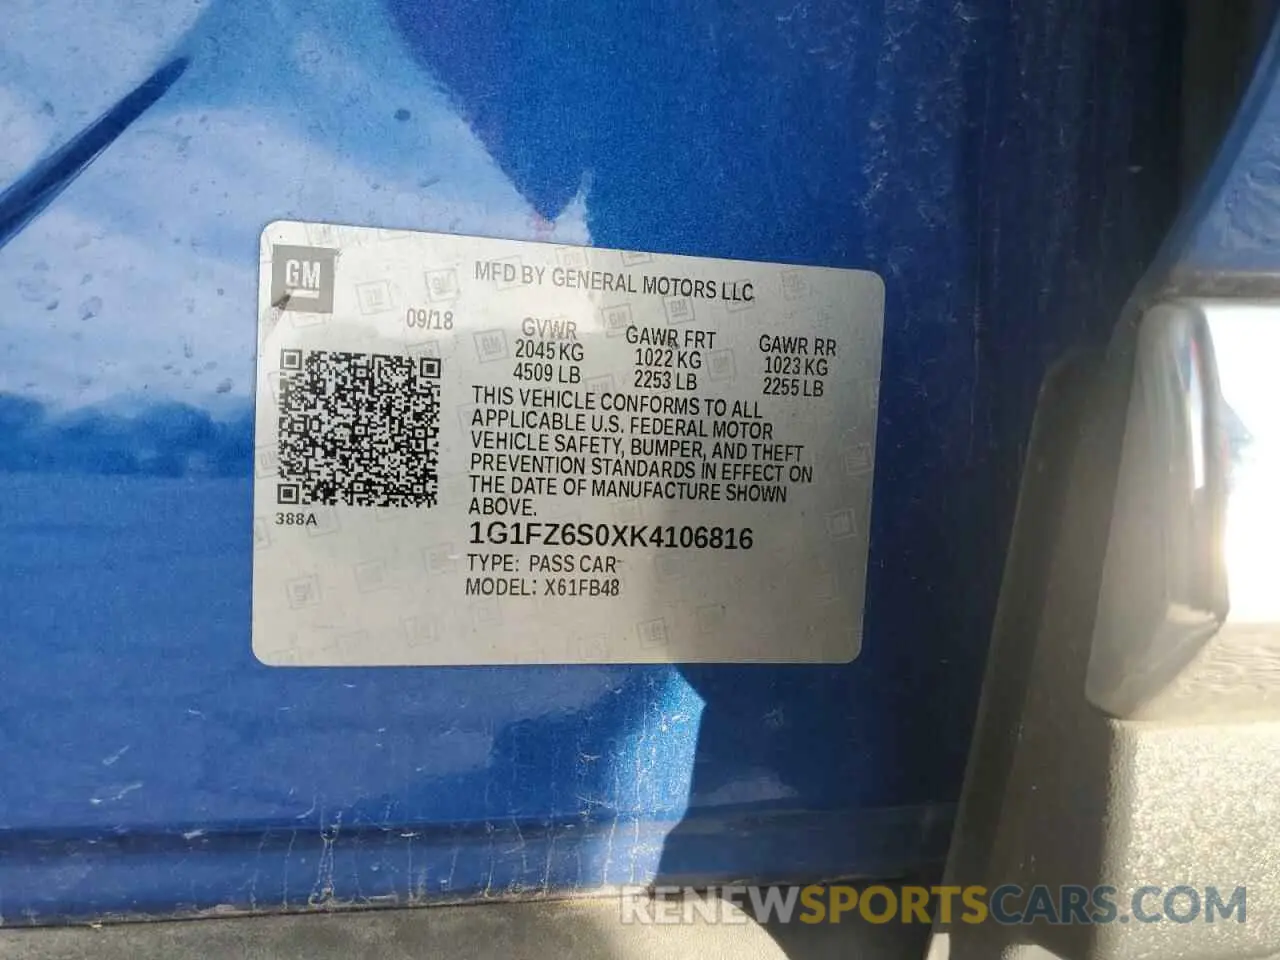 GM
MFD BY GENERAL MOTORS LLC
09/18
GVWR GAWR FRT GAWR RR
2045 KG 1022 KG 1023 KG
4509 LB 2253 LB 2255 LB
THIS VEHICLE CONFORMS TO ALL
APPLICABLE U.S. FEDERAL MOTOR
VEHICLE SAFETY, BUMPER, AND THEFT
PREVENTION STANDARDS IN EFFECT ON
THE DATE OF MANUFACTURE SHOWN
ABOVE.
388A
1G1FZ6S0XK4106816
TYPE: PASS CAR
MODEL: X61FB48
RENEWSPORTSCARS.COM